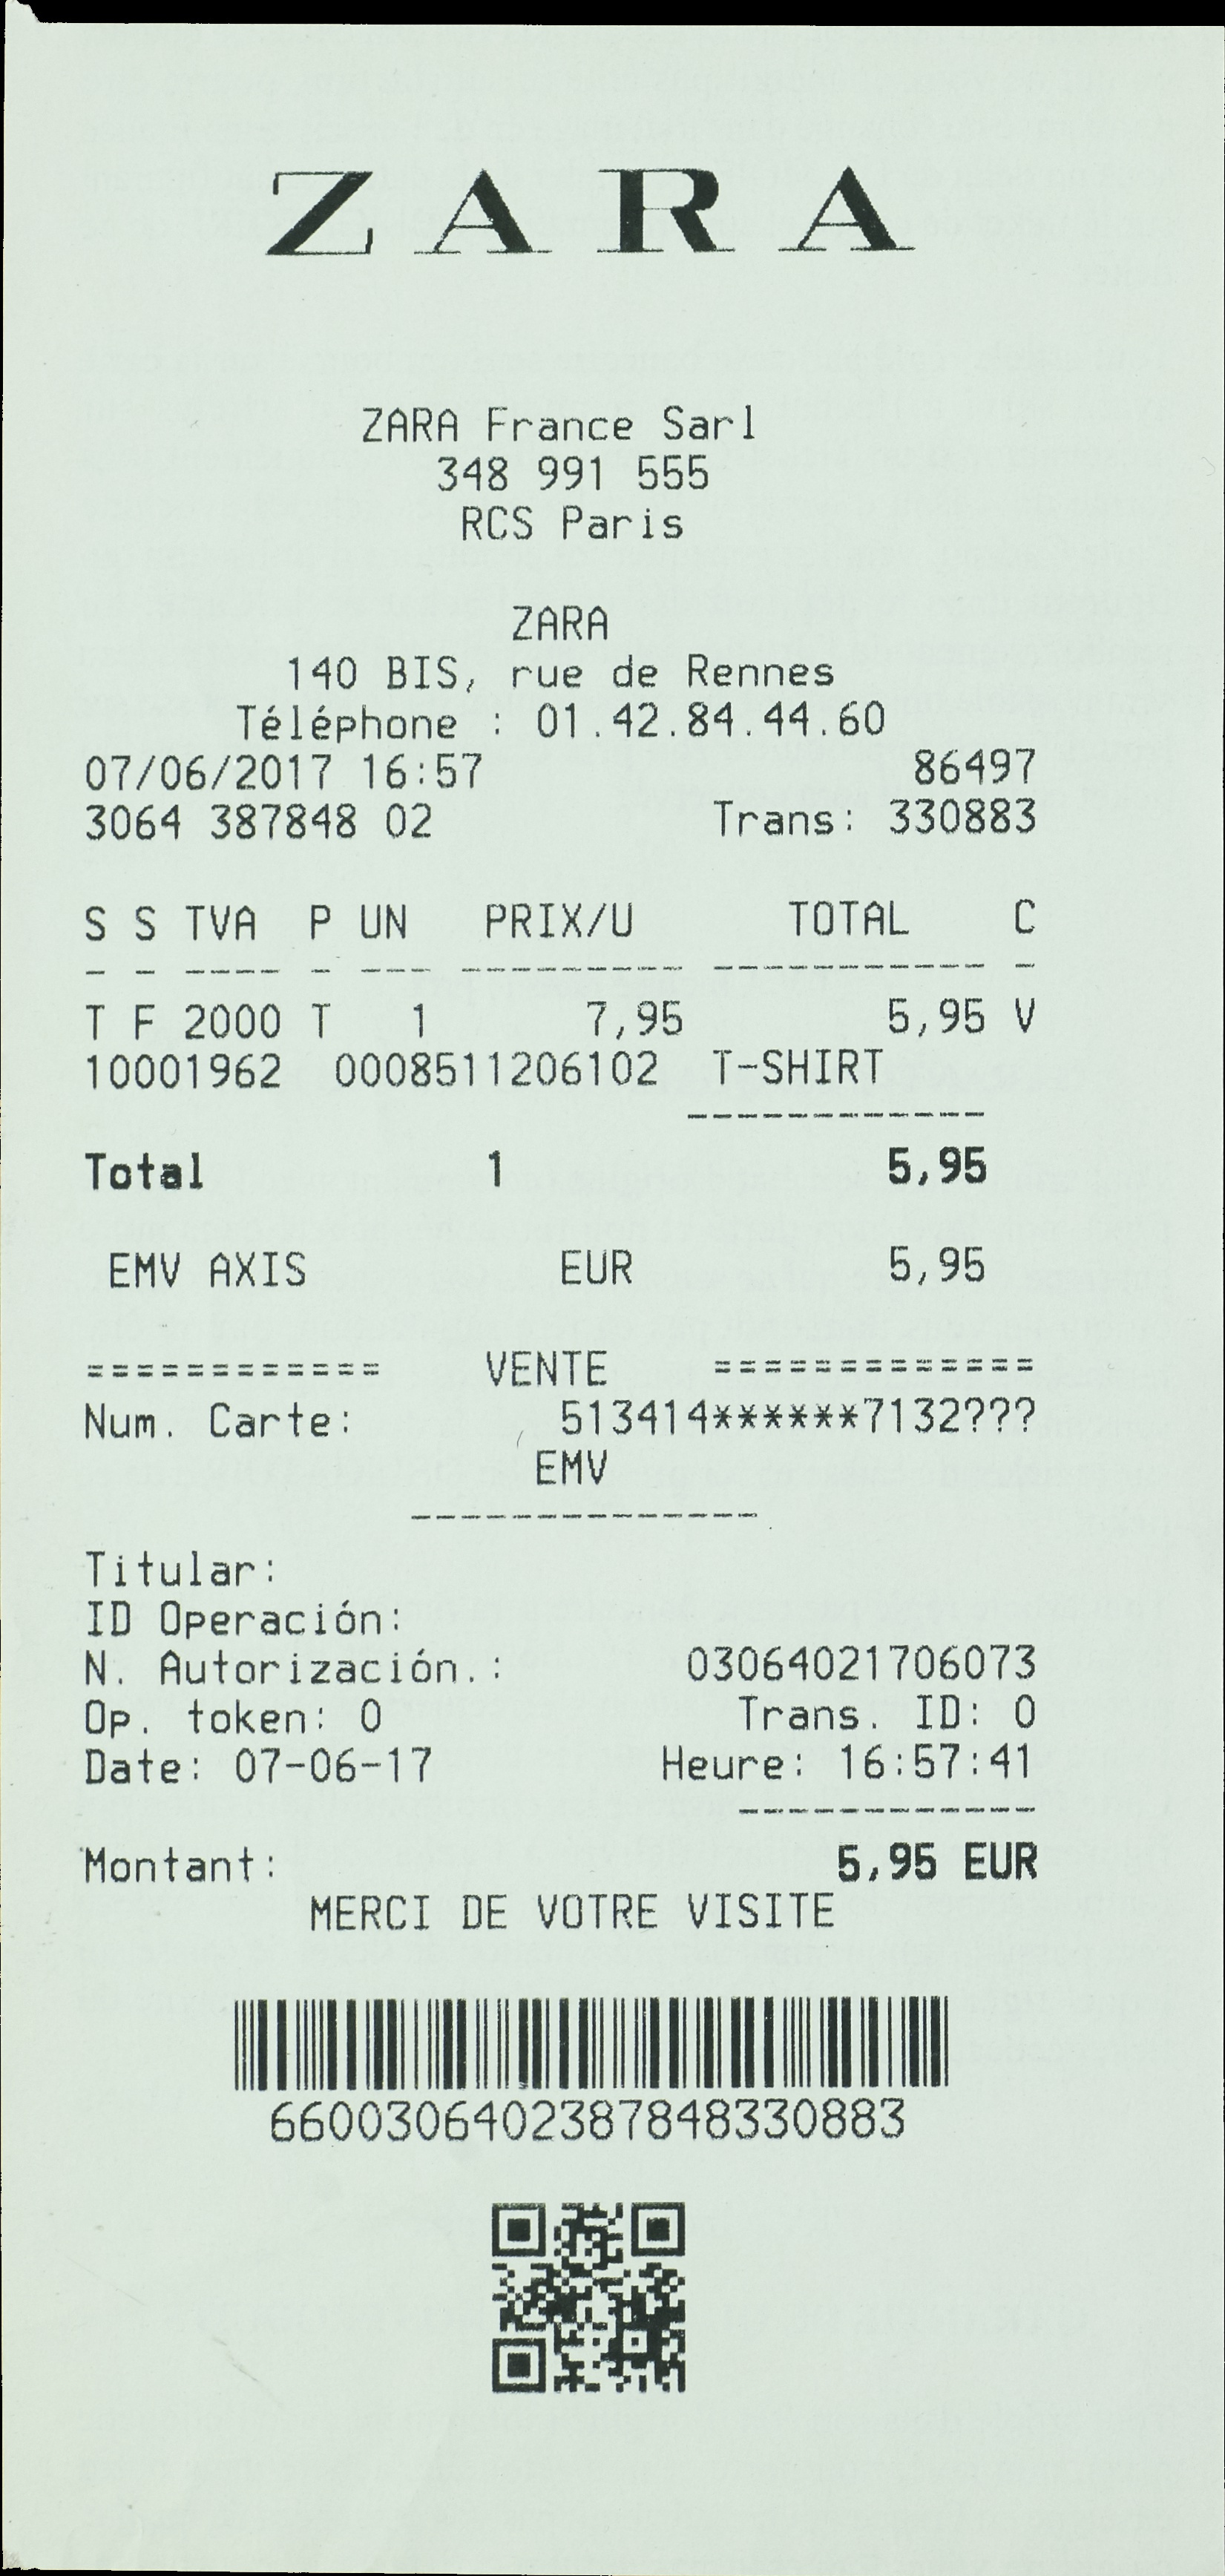 ZARA
ZARA France Sarl
348 991 555
RCS Paris
ZARA
140 BIS, rue de Rennes
Téléphone : 01.42.84.44.60
07/06/2017 16:57 86497
3064 387848 02 Trans: 330883
S S TVA P UN PRIX/U TOTAL C
- - ---- - --- --------- ----------- -
T F 2000 T 1 7,95 5,95 V
10001962 0008511206102 T-SHIRT
------------
Total 1 5,95
EMV AXIS EUR 5,95
============ VENTE =============
Num. Carte: 513414******7132???
EMV
--------------
Titular:
ID Operación:
N. Autorización.: 03064021706073
Op. token: 0 Trans. ID: 0
Date: 07-06-17 Heure: 16:57:41
------------
Montant: 5,95 EUR
MERCI DE VOTRE VISITE
6600306402387848330883